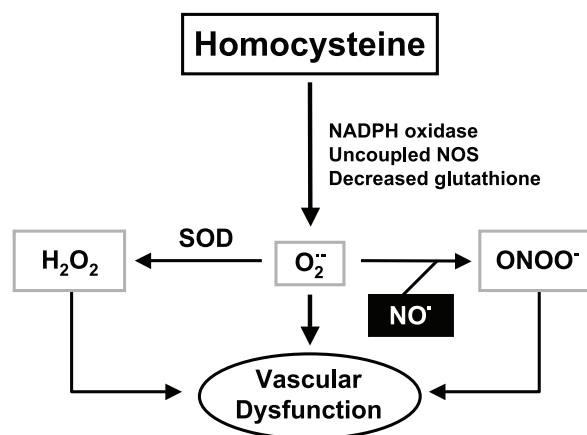 Homocysteine
NADPH oxidase
Uncoupled NOS
Decreased glutathione
SOD
H₂O₂
O₂·̈⁻
ONOO⁻
NO˙
Vascular
Dysfunction